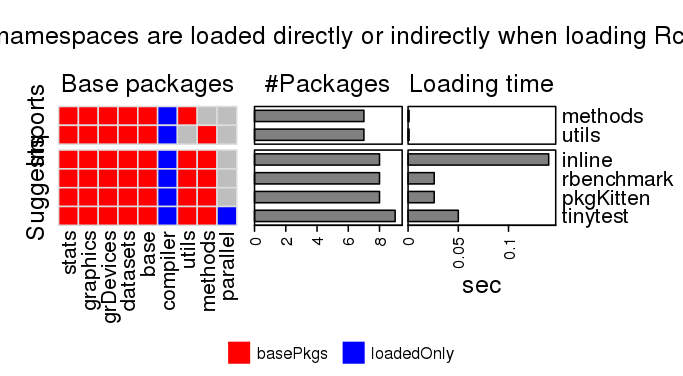 namespaces are loaded directly or indirectly when loading Rc
Base packages
#Packages
Loading time
Imports
Suggests
methods
utils
inline
rbenchmark
pkgKitten
tinytest
stats
graphics
grDevices
datasets
base
compiler
utils
methods
parallel
0 2 4 6 8
0 0.05 0.1
sec
basePkgs
loadedOnly